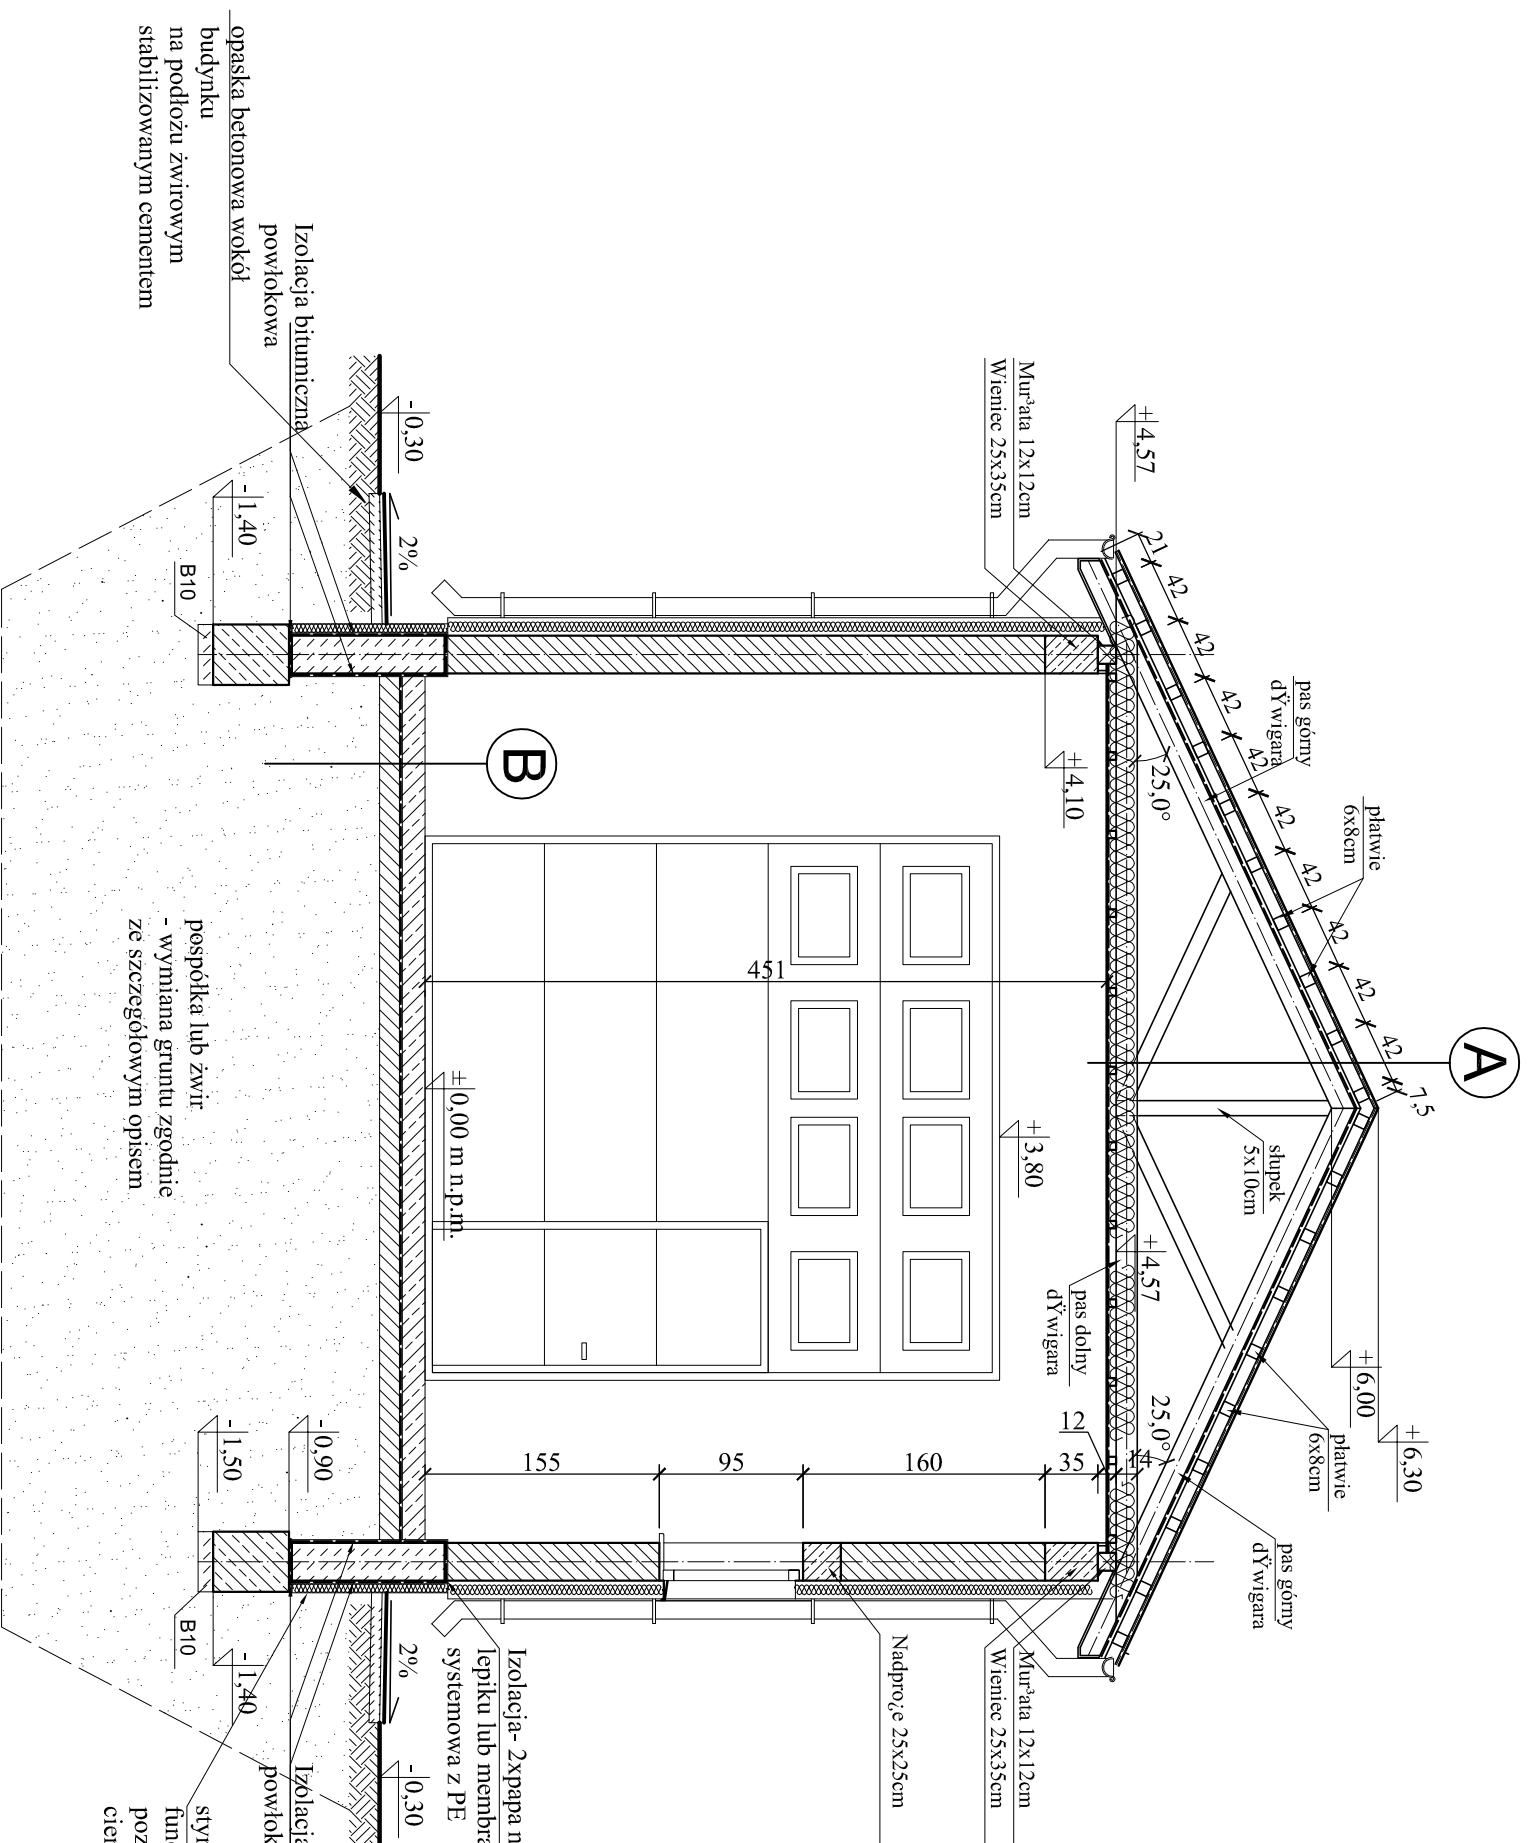 A
+6,30
+6,00
7,5
42
42
42
42
42
42
42
42
42
21
płatwie
6x8cm
płatwie
6x8cm
pas górny
dŸwigara
pas górny
dŸwigara
słupek
5x10cm
25,0°
25,0°
14
+4,57
+4,57
pas dolny
dŸwigara
12
35
160
95
155
451
+4,10
+3,80
Mur³ata 12x12cm
Wieniec 25x35cm
Mur³ata 12x12cm
Wieniec 25x35cm
Nadpro¿e 25x25cm
B
±0,00 m n.p.m.
Izolacja- 2xpapa n
lepiku lub membra
systemowa z PE
-0,30
2%
2%
-0,30
Izolacja bitumiczna
powłokowa
-0,90
Izolacja
powłok
opaska betonowa wokół
budynku
na podłożu żwirowym
stabilizowanym cementem
-1,40
B10
-1,50
B10
-1,40
pospółka lub żwir
- wymiana gruntu zgodnie
ze szczegółowym opisem
styr
fun
poz
cien